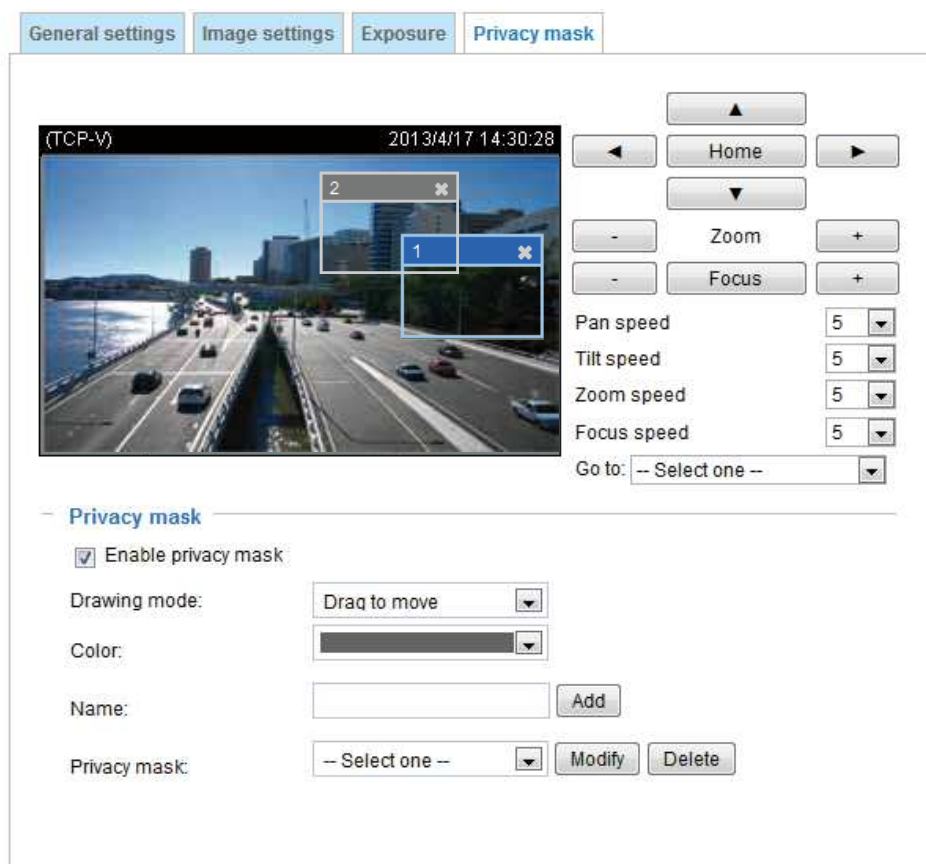 General settings
Image settings
Exposure
Privacy mask
(TCP-V) 2013/4/17 14:30:28
2
1
Home
- Zoom +
- Focus +
Pan speed 5
Tilt speed 5
Zoom speed 5
Focus speed 5
Go to: -- Select one --
Privacy mask
Enable privacy mask
Drawing mode: Drag to move
Color:
Name: Add
Privacy mask: -- Select one -- Modify Delete